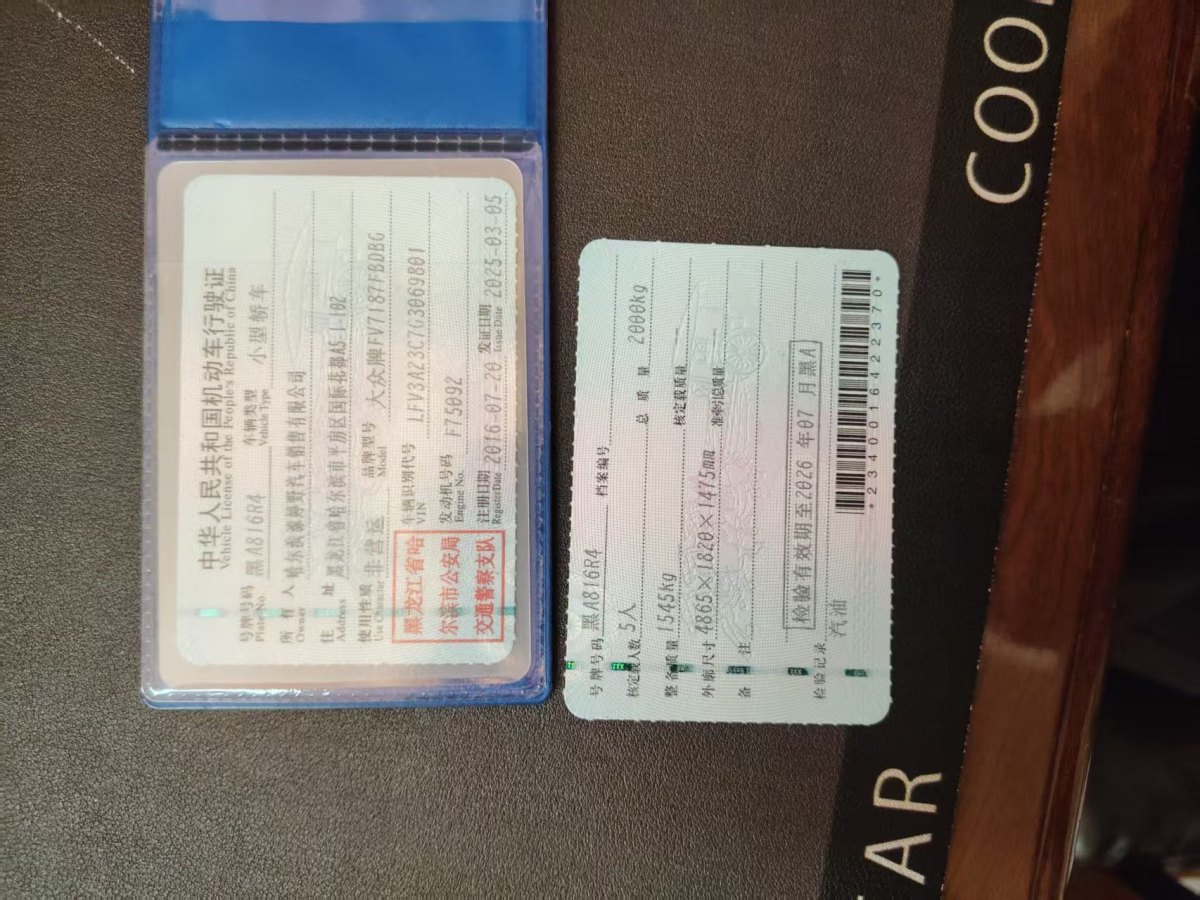 中华人民共和国机动车行驶证
Vehicle License of the People's Republic of China
号牌号码 黑A816R4 车辆类型 小型轿车
Plate No. Vehicle Type
所有人 哈尔滨 野汽车销售有限公司
Owner
住址 黑龙江省哈尔滨市平房区国际花都A5-1-102
Address
使用性质 非营运 品牌型号 大众牌FV7187FBDBG
Use Character Model
黑龙江省哈
尔滨市公安局
交通警察支队
车辆识别代号 LFV3A23C7G3069801
VIN
发动机号码 F75092
Engine No.
注册日期 2016-07-20 发证日期 2025-03-05
Register Date Issue Date
号牌号码 黑A816R4 档案编号
核定载人数 5人 总质量 2000kg
整备质量 1545kg 核定载质量
外廓尺寸 4865×1820×1475mm 准牵引总质量
备注
检验有效期至2026年07月黑A
检验记录
汽油
*2340016422370*
COO
AR